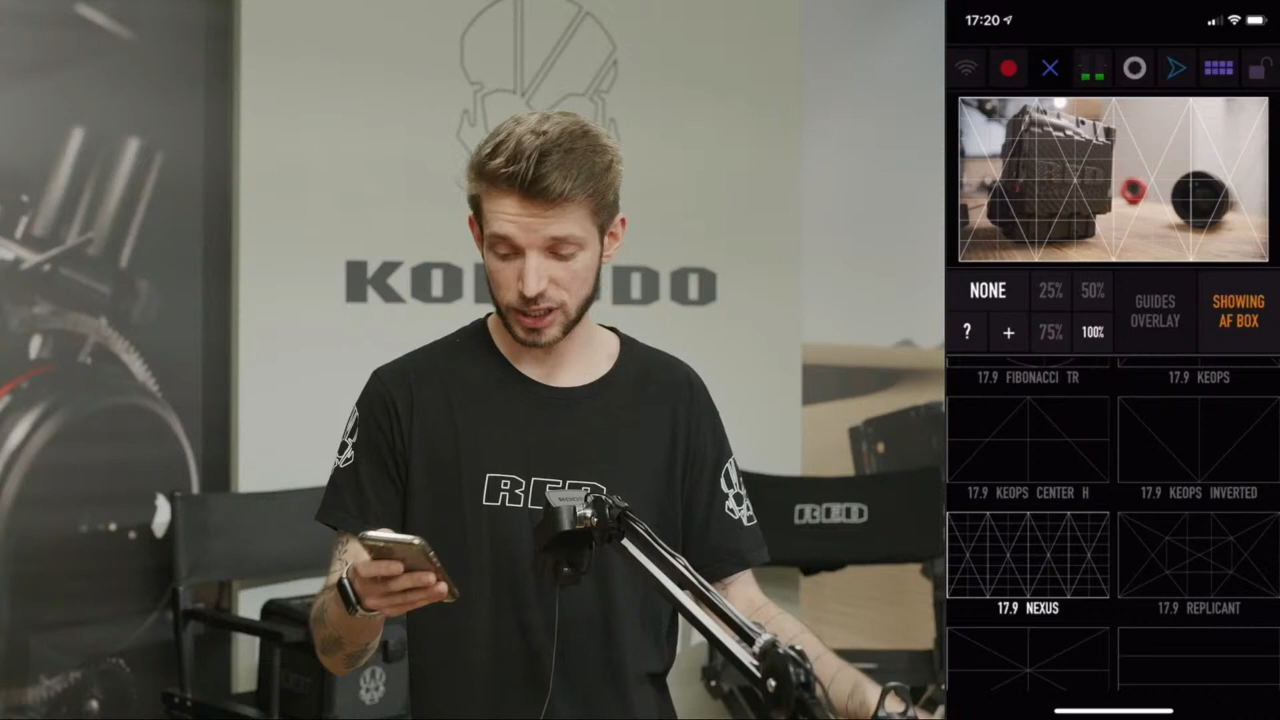 KOMODO
RED
RED
17:20
RED
NONE
25%
50%
?
+
75%
100%
GUIDES
OVERLAY
SHOWING
AF BOX
17.9 FIBONACCI TR
17.9 KEOPS
17.9 KEOPS CENTER H
17.9 KEOPS INVERTED
17.9 NEXUS
17.9 REPLICANT